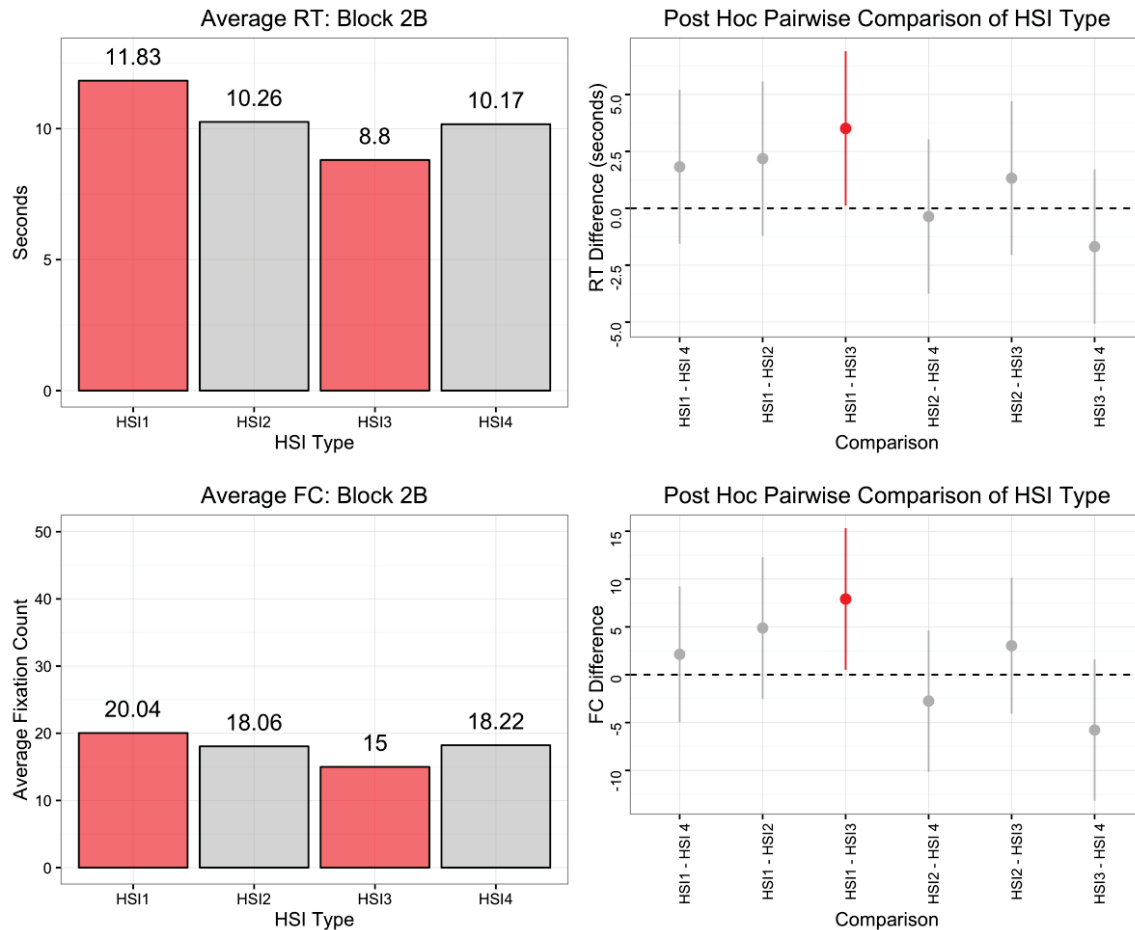 Average RT: Block 2B
Seconds
10
5
0
11.83
10.26
8.8
10.17
HSI1
HSI2
HSI3
HSI4
HSI Type
Post Hoc Pairwise Comparison of HSI Type
RT Difference (seconds)
5.0
2.5
0.0
-2.5
-5.0
HSI1 - HSI 4
HSI1 - HSI2
HSI1 - HSI3
HSI2 - HSI 4
HSI2 - HSI3
HSI3 - HSI 4
Comparison
Average FC: Block 2B
Average Fixation Count
50
40
30
20
10
0
20.04
18.06
15
18.22
HSI1
HSI2
HSI3
HSI4
HSI Type
Post Hoc Pairwise Comparison of HSI Type
FC Difference
15
10
5
0
-5
-10
HSI1 - HSI 4
HSI1 - HSI2
HSI1 - HSI3
HSI2 - HSI 4
HSI2 - HSI3
HSI3 - HSI 4
Comparison